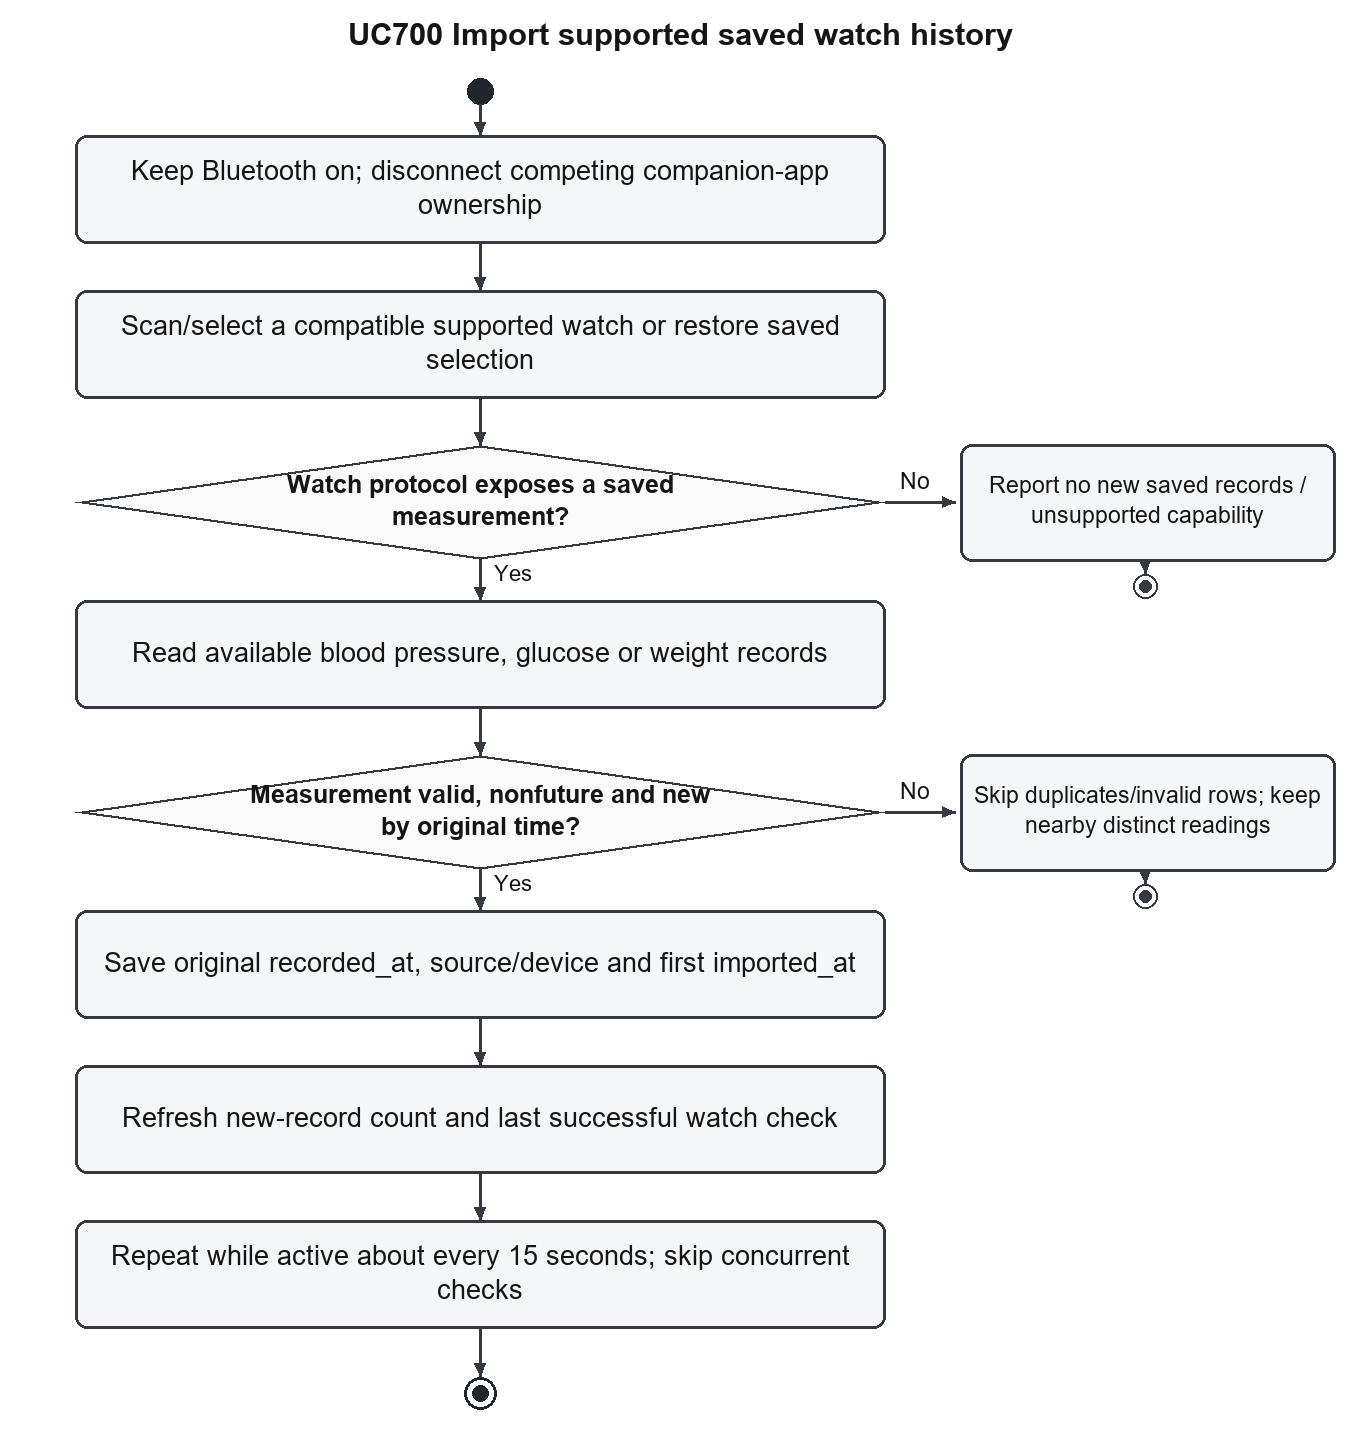 UC700 Import supported saved watch history
Keep Bluetooth on; disconnect competing companion-app
ownership
Scan/select a compatible supported watch or restore saved
selection
Watch protocol exposes a saved
measurement?
No
Report no new saved records /
unsupported capability
Yes
Read available blood pressure, glucose or weight records
Measurement valid, nonfuture and new
by original time?
No
Skip duplicates/invalid rows; keep
nearby distinct readings
Yes
Save original recorded_at, source/device and first imported_at
Refresh new-record count and last successful watch check
Repeat while active about every 15 seconds; skip concurrent
checks